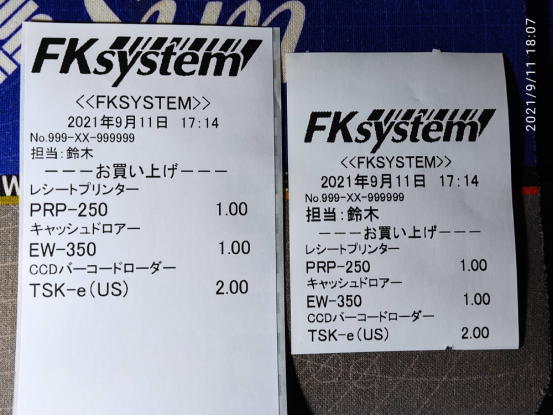 FKsystem
<<FKSYSTEM>>
2021年9月11日 17:14
No.999-XX-999999
担当:鈴木
ーーーお買い上げーーー
レシートプリンター
PRP-250 1.00
キャッシュドロアー
EW-350 1.00
CCDバーコードローダー
TSK-e(US) 2.00
FKsystem
<<FKSYSTEM>>
2021年9月11日 17:14
No.999-XX-999999
担当:鈴木
ーーーお買い上げーーー
レシートプリンター
PRP-250 1.00
キャッシュドロアー
EW-350 1.00
CCDバーコードローダー
TSK-e(US) 2.00
2021/9/11 18:07